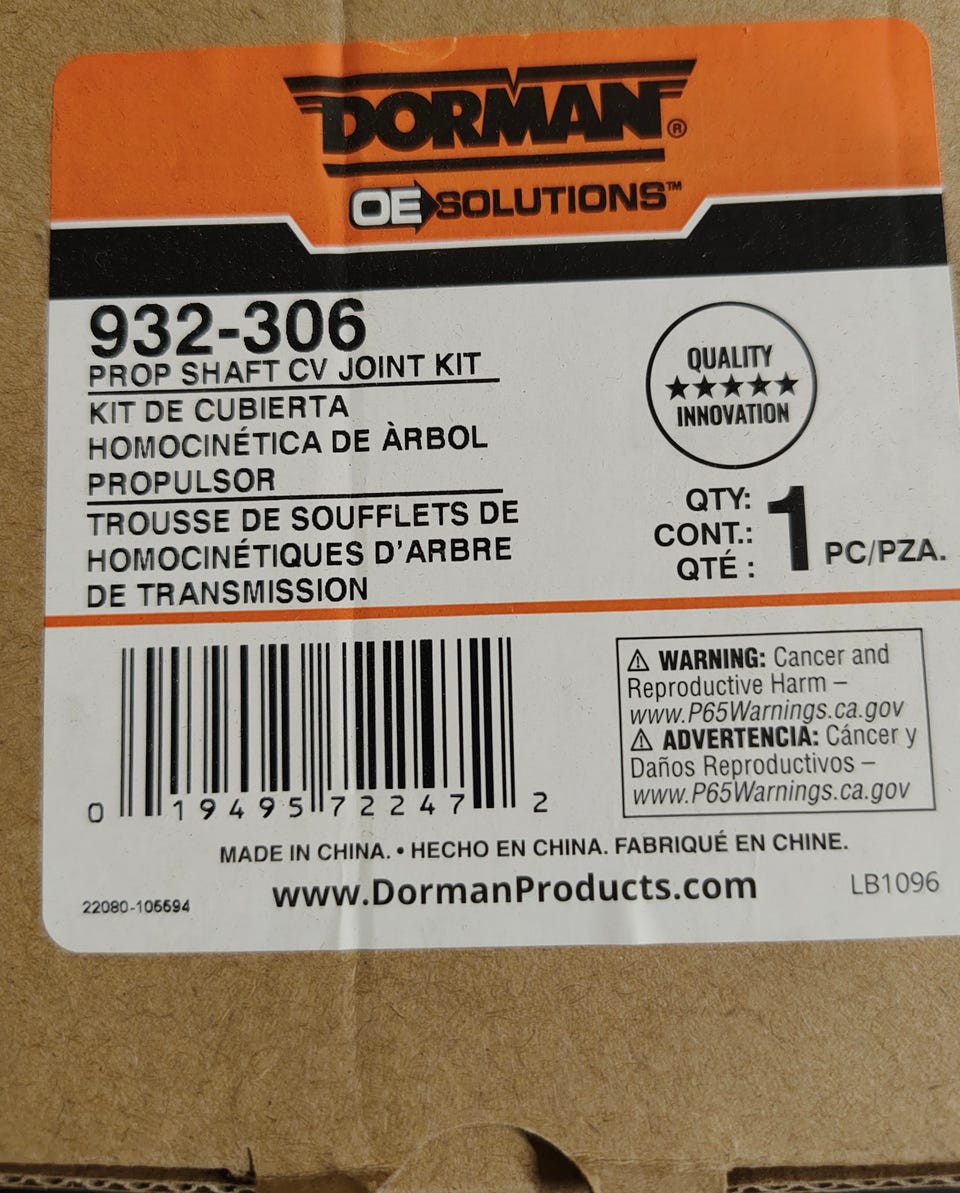 DORMAN®
OE SOLUTIONS™
932-306
PROP SHAFT CV JOINT KIT
KIT DE CUBIERTA
HOMOCINÉTICA DE ÀRBOL
PROPULSOR
TROUSSE DE SOUFFLETS DE
HOMOCINÉTIQUES D'ARBRE
DE TRANSMISSION
QUALITY
★★★★★
INNOVATION
QTY:
CONT.:
QTÉ :
1 PC/PZA.
0 19495 72247 2
⚠ WARNING: Cancer and
Reproductive Harm –
www.P65Warnings.ca.gov
⚠ ADVERTENCIA: Cáncer y
Daños Reproductivos –
www.P65Warnings.ca.gov
MADE IN CHINA. • HECHO EN CHINA. FABRIQUÉ EN CHINE.
22080-105594
www.DormanProducts.com
LB1096